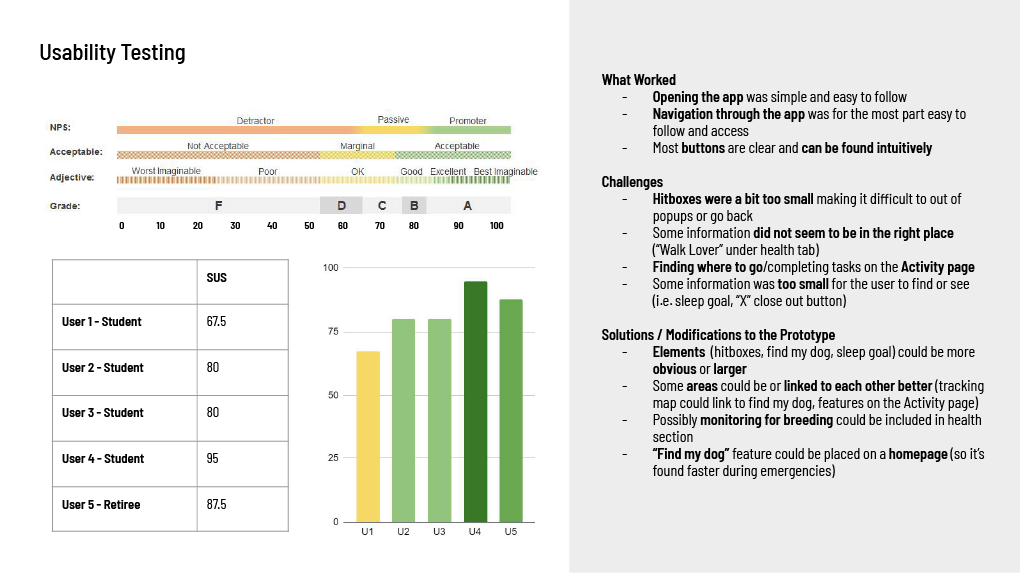 Usability Testing
NPS:
Detractor
Passive
Promoter
Acceptable:
Not Acceptable
Marginal
Acceptable
Adjective:
Worst Imaginable
Poor
OK
Good
Excellent
Best Imaginable
Grade:
F
D
C
B
A
0 10 20 30 40 50 60 70 80 90 100
SUS
User 1 - Student 67.5
User 2 - Student 80
User 3 - Student 80
User 4 - Student 95
User 5 - Retiree 87.5
100
75
50
25
0
U1 U2 U3 U4 U5
What Worked
- Opening the app was simple and easy to follow
- Navigation through the app was for the most part easy to
follow and access
- Most buttons are clear and can be found intuitively
Challenges
- Hitboxes were a bit too small making it difficult to out of
popups or go back
- Some information did not seem to be in the right place
("Walk Lover" under health tab)
- Finding where to go/completing tasks on the Activity page
- Some information was too small for the user to find or see
(i.e. sleep goal, "X" close out button)
Solutions / Modifications to the Prototype
- Elements (hitboxes, find my dog, sleep goal) could be more
obvious or larger
- Some areas could be or linked to each other better (tracking
map could link to find my dog, features on the Activity page)
- Possibly monitoring for breeding could be included in health
section
- "Find my dog" feature could be placed on a homepage (so it's
found faster during emergencies)